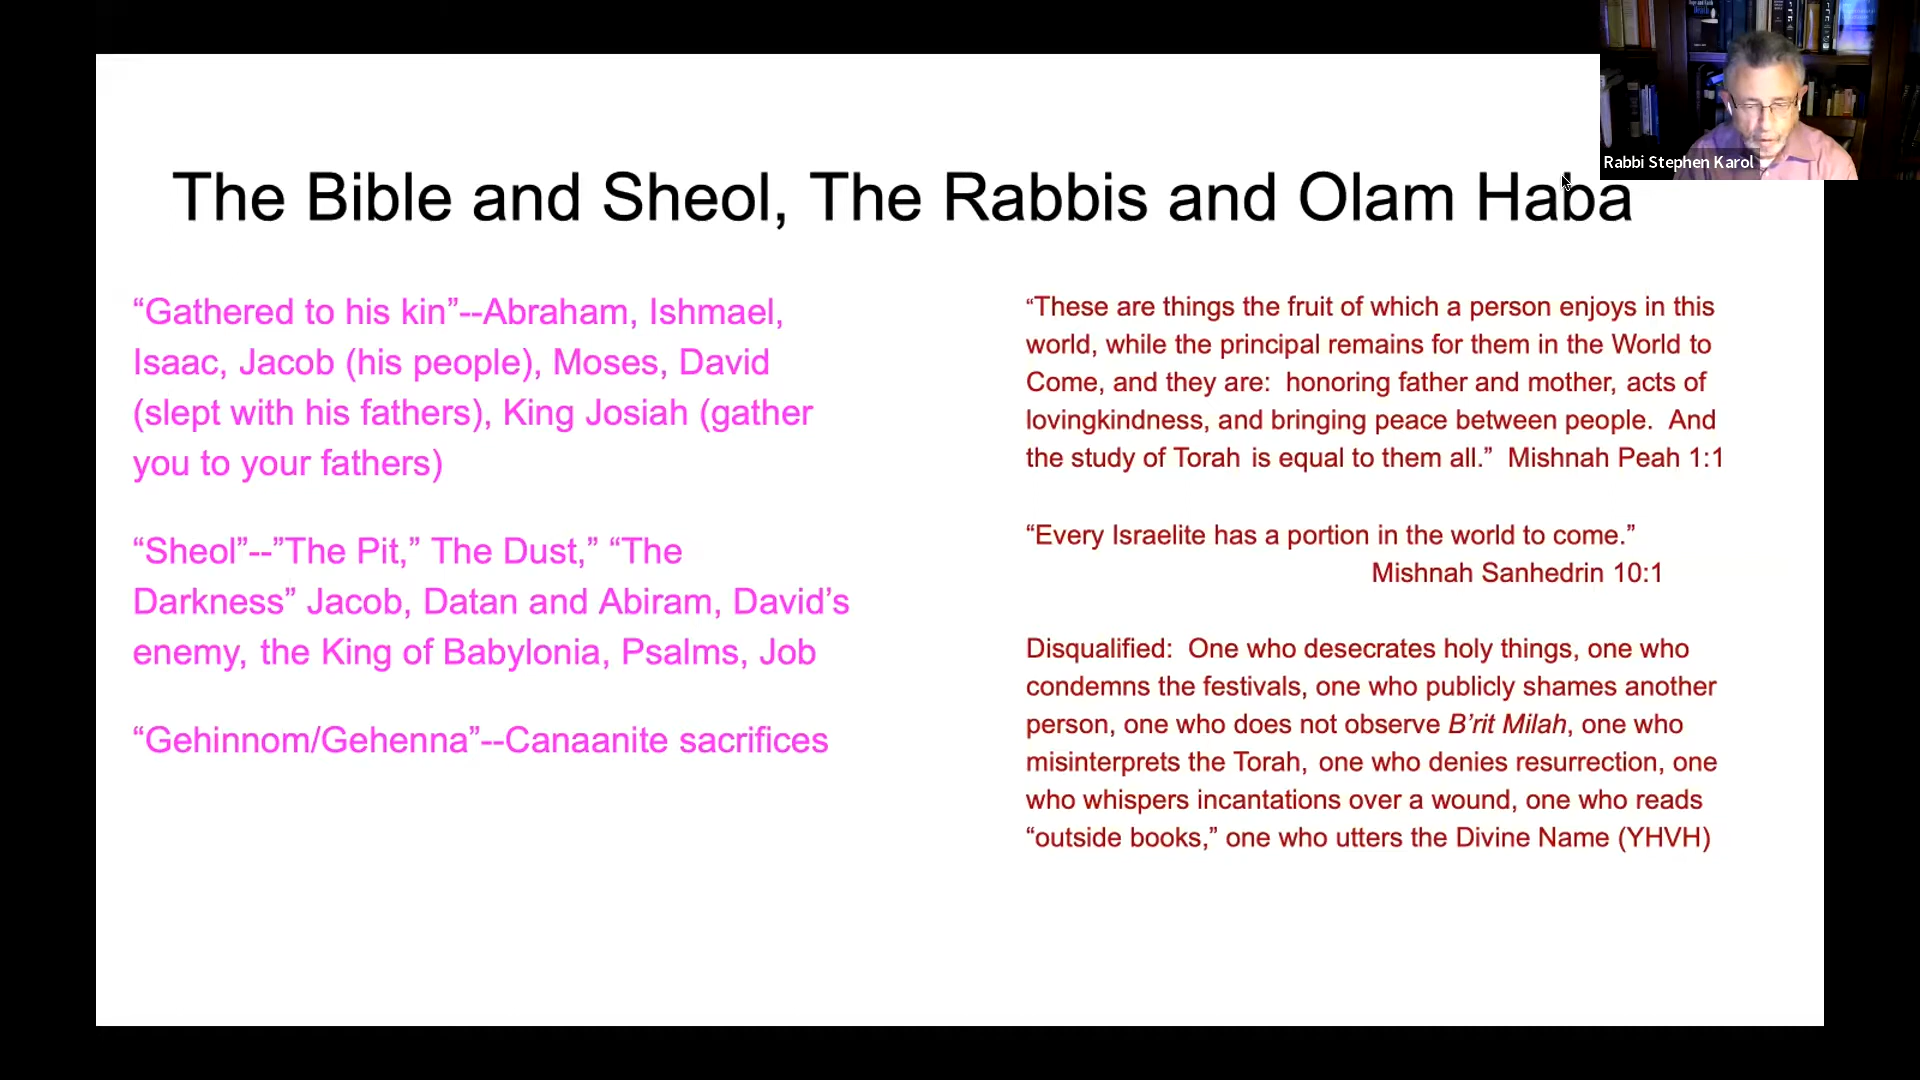 Rabbi Stephen Karol
The Bible and Sheol, The Rabbis and Olam Haba
“Gathered to his kin”--Abraham, Ishmael,
Isaac, Jacob (his people), Moses, David
(slept with his fathers), King Josiah (gather
you to your fathers)
“Sheol”--”The Pit,” The Dust,” “The
Darkness” Jacob, Datan and Abiram, David’s
enemy, the King of Babylonia, Psalms, Job
“Gehinnom/Gehenna”--Canaanite sacrifices
“These are things the fruit of which a person enjoys in this
world, while the principal remains for them in the World to
Come, and they are:  honoring father and mother, acts of
lovingkindness, and bringing peace between people.  And
the study of Torah is equal to them all.”  Mishnah Peah 1:1
“Every Israelite has a portion in the world to come.”
Mishnah Sanhedrin 10:1
Disqualified:  One who desecrates holy things, one who
condemns the festivals, one who publicly shames another
person, one who does not observe B’rit Milah, one who
misinterprets the Torah, one who denies resurrection, one
who whispers incantations over a wound, one who reads
“outside books,” one who utters the Divine Name (YHVH)